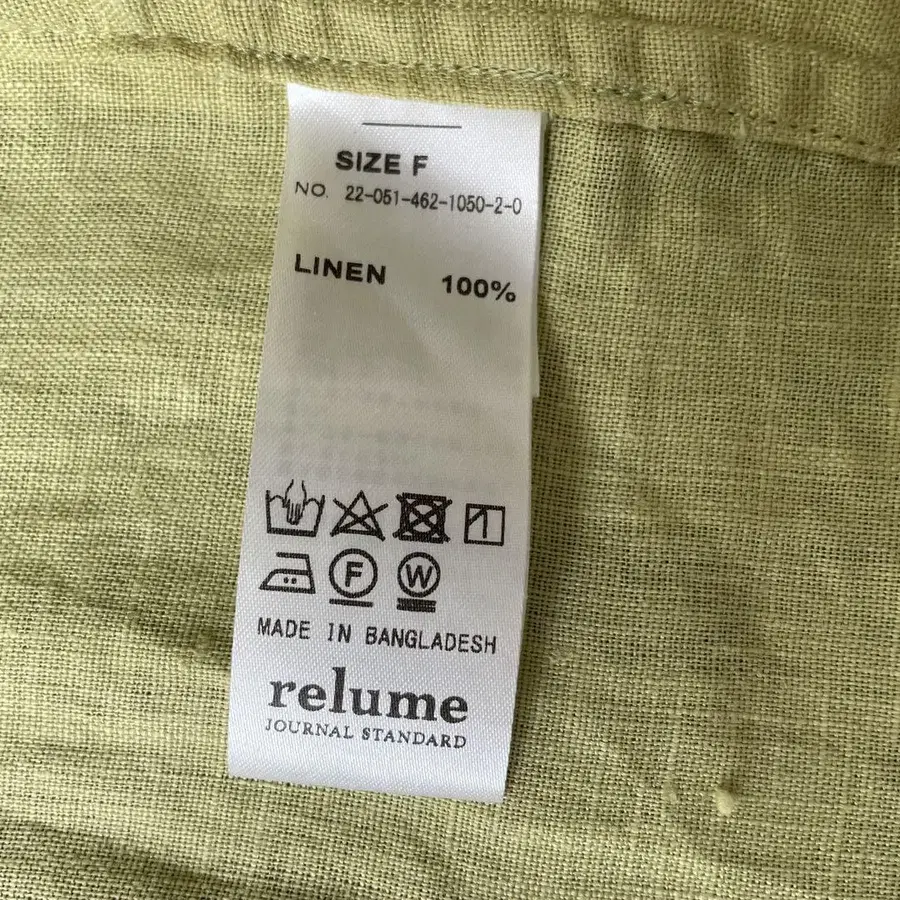 SIZE F
NO. 22-051-462-1050-2-0
LINEN 100%
F W
MADE IN BANGLADESH
relume
JOURNAL STANDARD